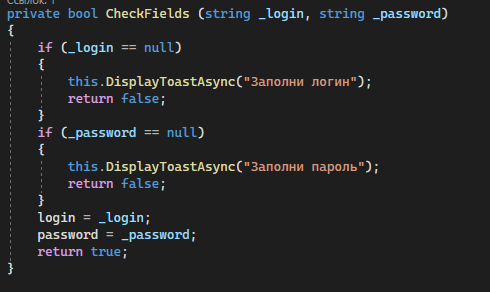 Ссылок: 1
private bool CheckFields (string _login, string _password)
{
if (_login == null)
{
this.DisplayToastAsync("Заполни логин");
return false;
}
if (_password == null)
{
this.DisplayToastAsync("Заполни пароль");
return false;
}
login = _login;
password = _password;
return true;
}